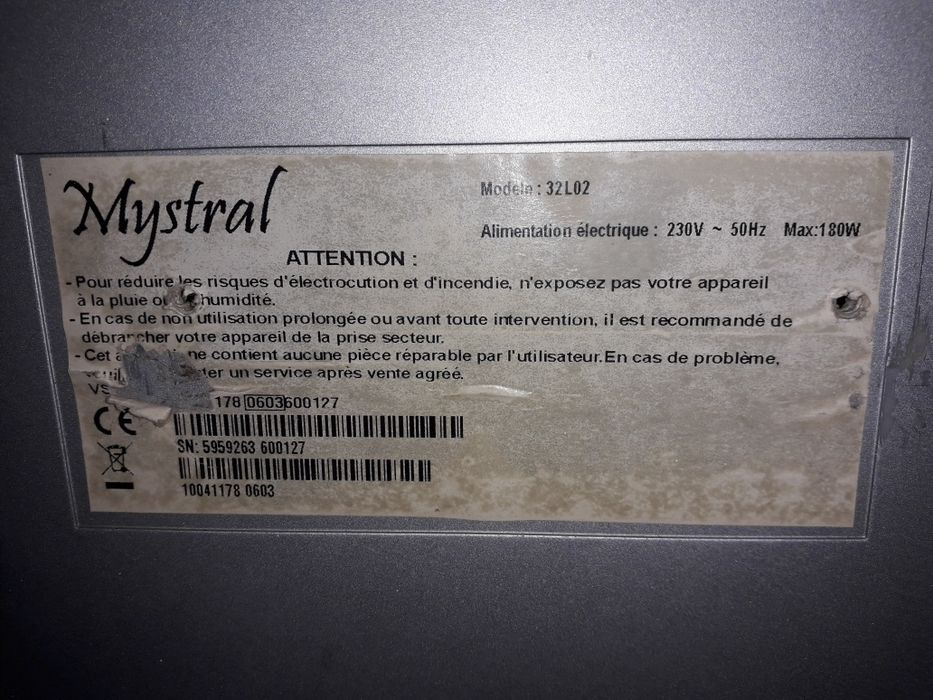 Mystral
Modele : 32L02
Alimentation électrique : 230V ~ 50Hz Max:180W
ATTENTION :
- Pour réduire les risques d'électrocution et d'incendie, n'exposez pas votre appareil
à la pluie humidité.
- En cas de non utilisation prolongée ou avant toute intervention, il est recommandé de
débrancher votre appareil de la prise secteur.
- Cet contient aucune pièce réparable par l'utilisateur.En cas de problème,
un service après vente agréé.
VS 178 0603600127
CE
SN: 5959263 600127
10041178 0603